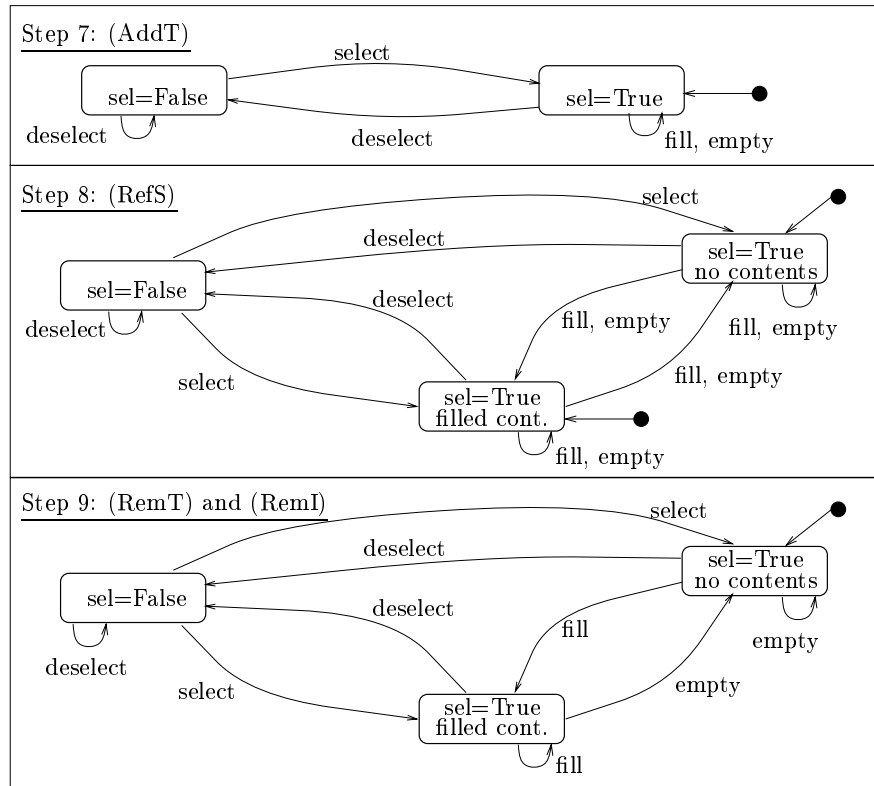 Step 7: (AddT)
select
sel=False
sel=True
deselect
deselect
fill, empty
Step 8: (RefS)
select
deselect
sel=True
no contents
sel=False
deselect
deselect
fill, empty
fill, empty
select
fill, empty
sel=True
filled cont.
fill, empty
Step 9: (RemT) and (RemI)
select
deselect
sel=True
no contents
sel=False
deselect
fill
empty
deselect
select
empty
sel=True
filled cont.
fill